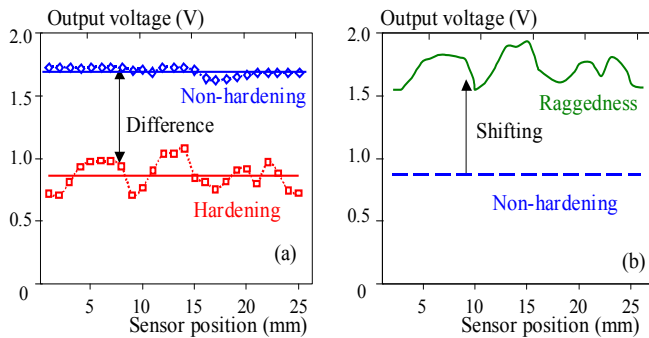 Output voltage (V)
2.0
1.5
1.0
0.5
0
Non-hardening
Difference
Hardening
(a)
5 10 15 20 25
Sensor position (mm)
Output voltage (V)
2.0
1.5
1.0
0.5
0
Raggedness
Shifting
Non-hardening
(b)
5 10 15 20 25
Sensor position (mm)